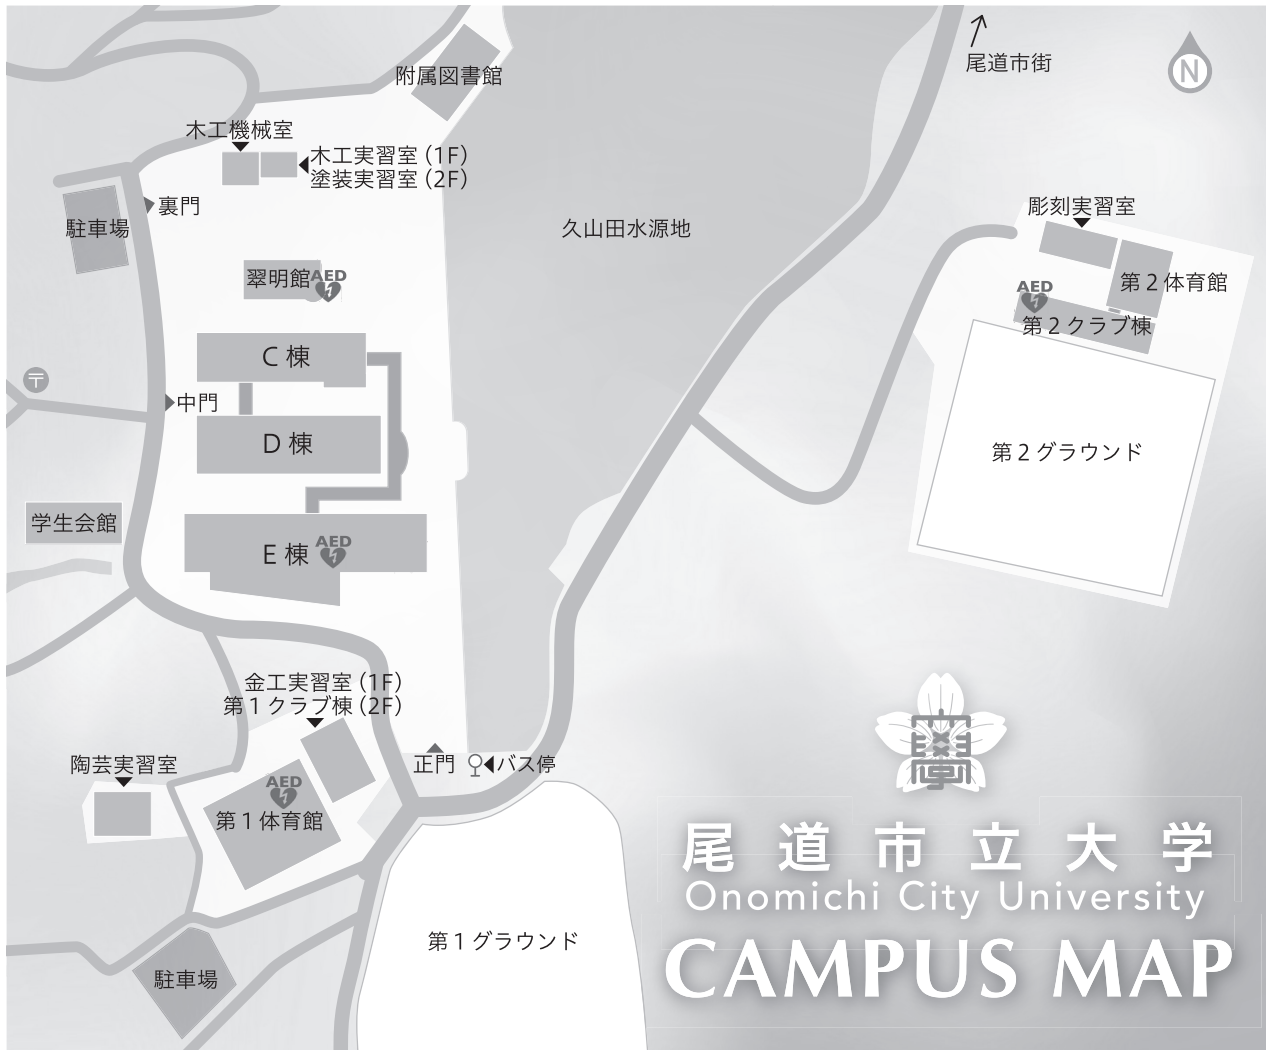 尾道市街
N
附属図書館
木工機械室
木工実習室（1F）
塗装実習室（2F）
裏門
駐車場
久山田水源地
彫刻実習室
第2体育館
AED
第2クラブ棟
翠明館
AED
C棟
〒
中門
D棟
第2グラウンド
学生会館
E棟
AED
金工実習室（1F）
第1クラブ棟（2F）
陶芸実習室
正門
バス停
AED
第1体育館
第1グラウンド
駐車場
尾道市立大学
Onomichi City University
CAMPUS MAP